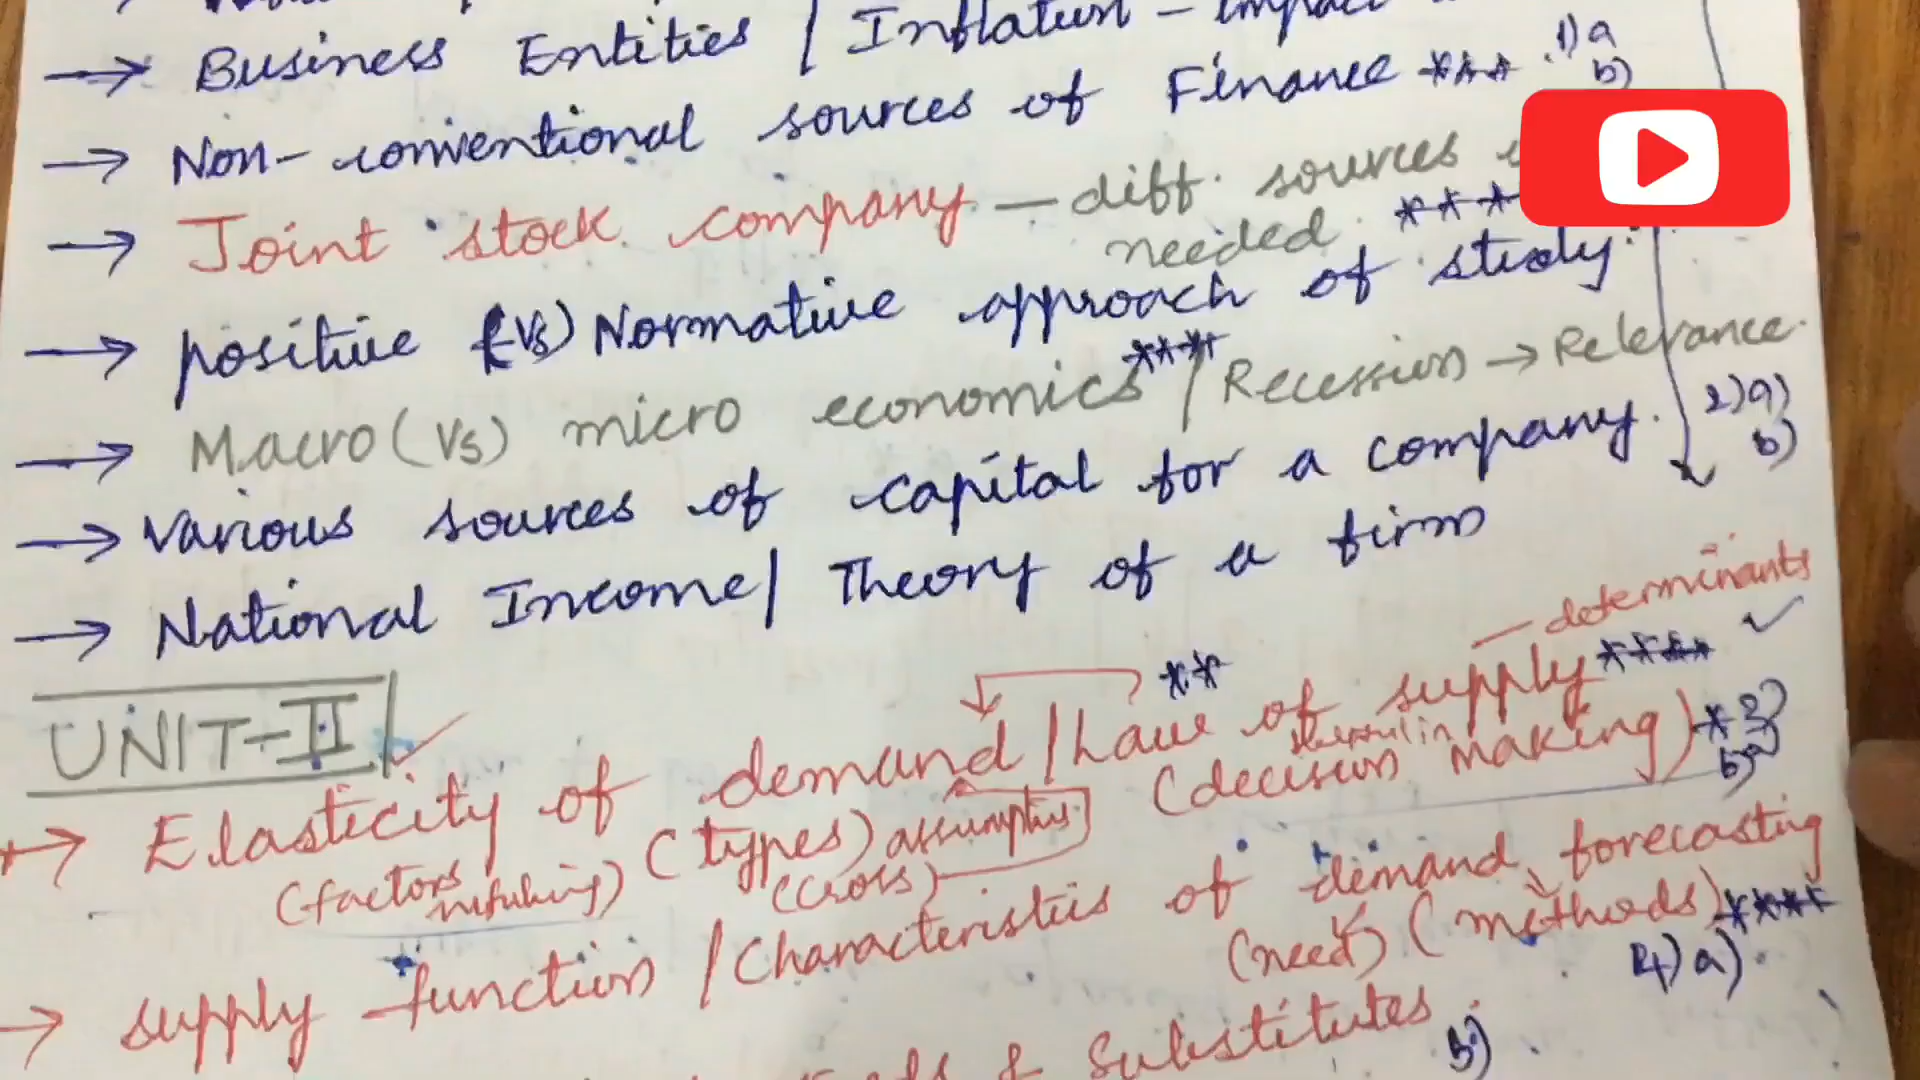 → Business Entities / Inflation - impact
→ Non-conventional sources of Finance *** 1) a
b)
→ Joint stock company — diff. sources
needed. ***
→ positive (Vs) Normative approach of study.
→ Macro (Vs) micro economics **** / Recession → Relevance.
→ Various sources of capital for a company. 2) a)
b)
→ National Income / Theory of a firm
— determinants
UNIT-II
→ Elasticity of demand / Law of supply ****
(factors) (types) assumptions (decision making) * 3)
(cross) b)
→ supply function / Characteristics of demand forecasting
(need) (methods) ****
4) a)
& Substitutes.
b)